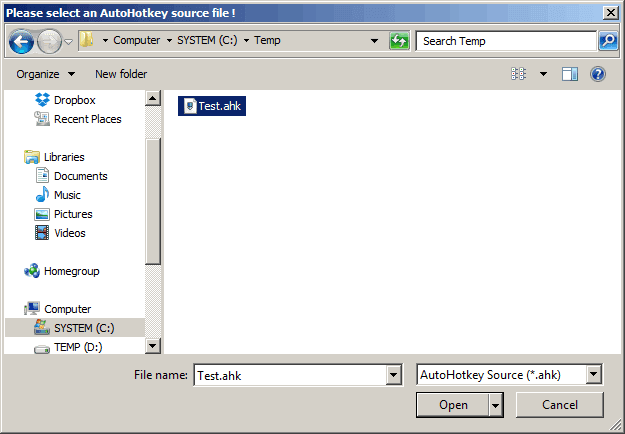 Please select an AutoHotkey source file !
Computer SYSTEM (C:) Temp
Search Temp
Organize New folder
Dropbox
Recent Places
Libraries
Documents
Music
Pictures
Videos
Homegroup
Computer
SYSTEM (C:)
TEMP (D:)
Test.ahk
File name: Test.ahk AutoHotkey Source (*.ahk)
Open Cancel